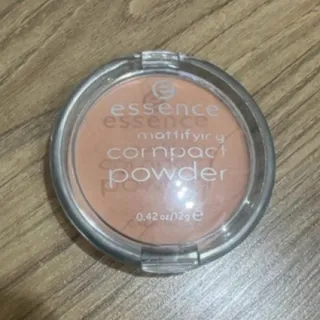 essence
mattifying
compact
powder
0.42 oz/12g e